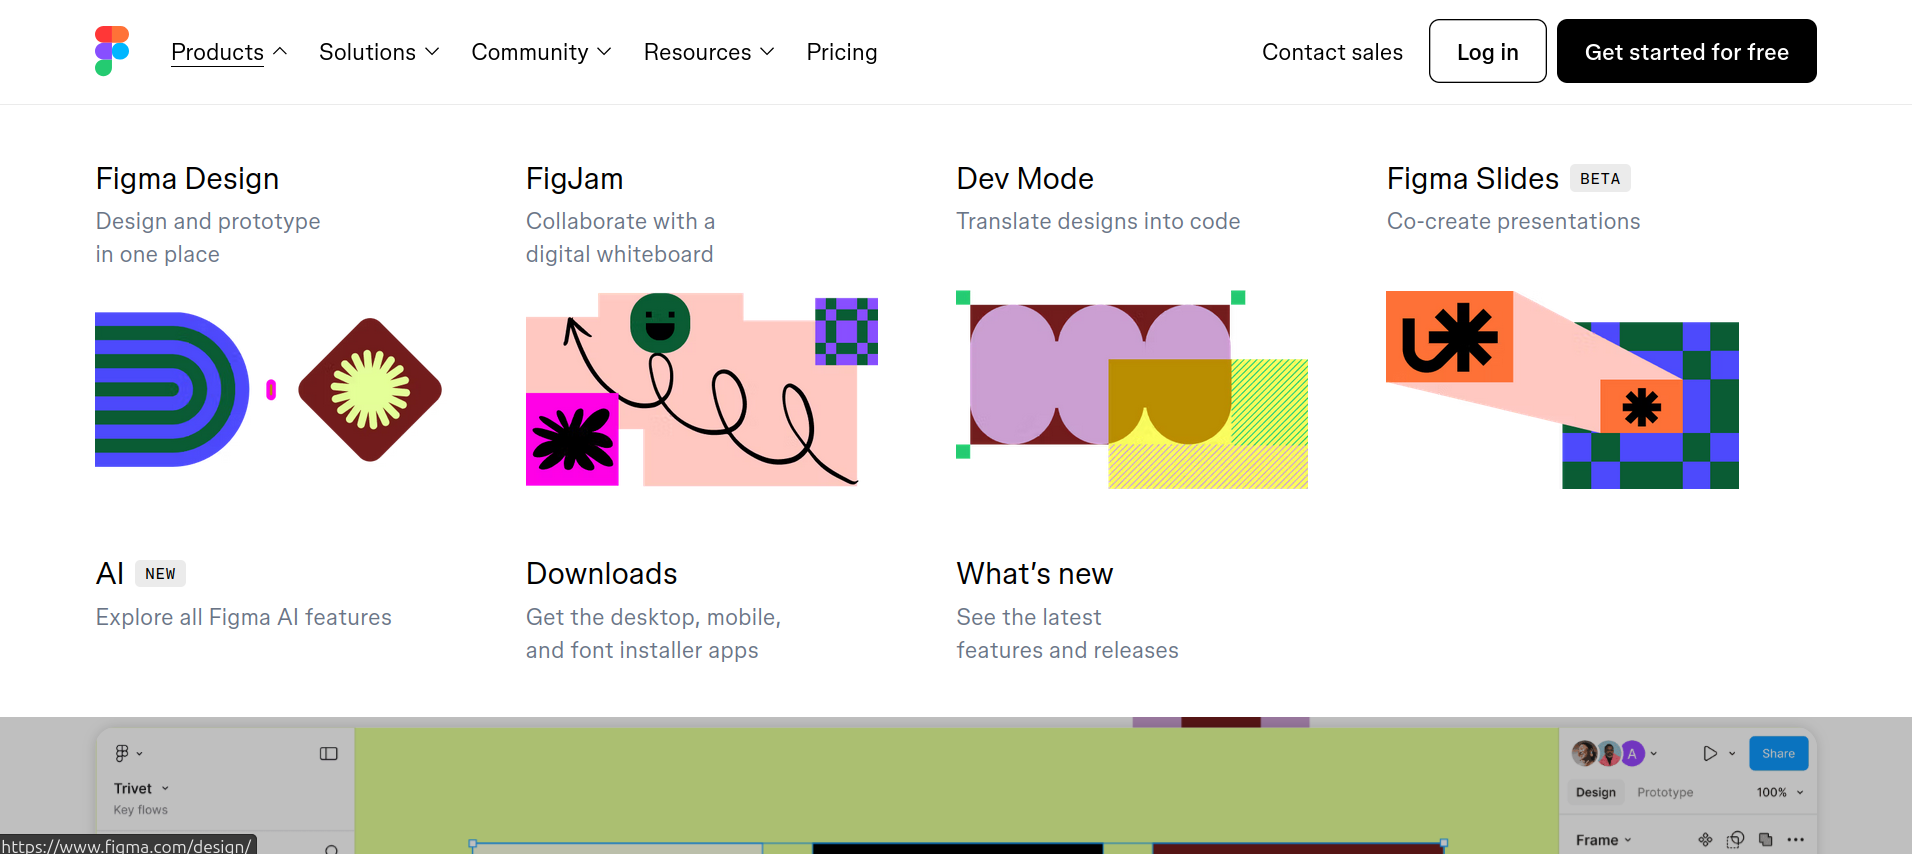 Products Solutions Community Resources Pricing Contact sales Log in Get started for free
Figma Design
Design and prototype
in one place
FigJam
Collaborate with a
digital whiteboard
Dev Mode
Translate designs into code
Figma Slides BETA
Co-create presentations
AI NEW
Explore all Figma AI features
Downloads
Get the desktop, mobile,
and font installer apps
What's new
See the latest
features and releases
Trivet
Key flows
A
Share
Design Prototype 100%
Frame
https://www.figma.com/design/